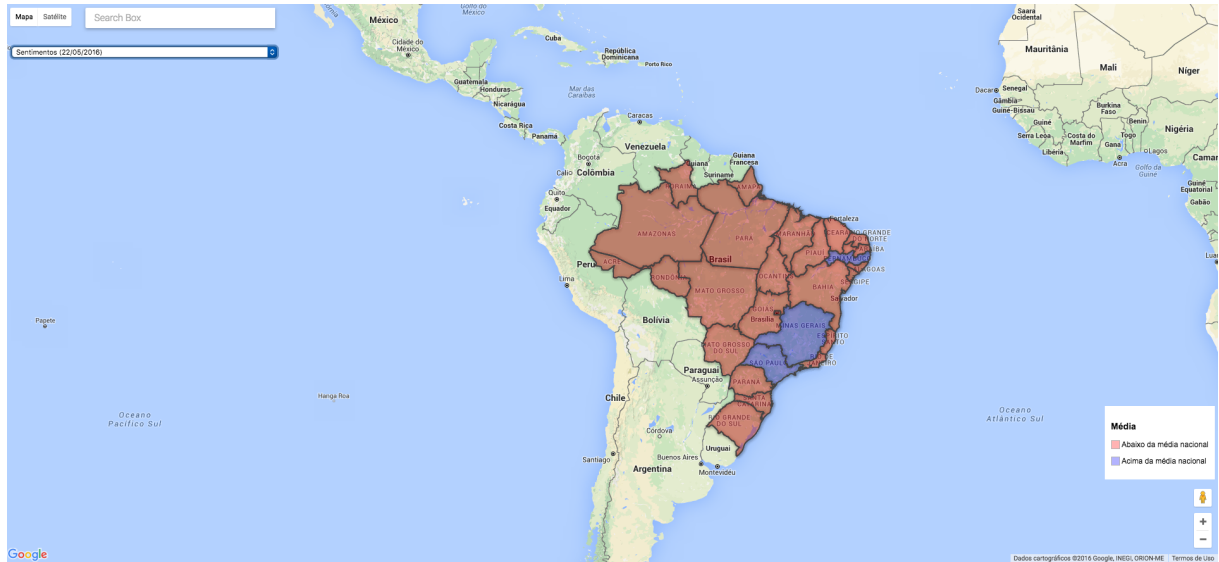 Mapa
Satélite
Search Box
Sentimentos (22/05/2016)
Golfo do
México
México
Cidade do
México
Cuba
República
Dominicana
Porto Rico
Guatemala
Honduras
Mar das
Caraíbas
Nicarágua
Costa Rica
Panamá
Caracas
Venezuela
Guiana
Guiana
Francesa
Suriname
Bogotá
Cali
Colômbia
Quito
Equador
RORAIMA
AMAPÁ
Fortaleza
AMAZONAS
PARÁ
MARANHÃO
CEARÁ
RIO GRANDE
DO NORTE
PARAÍBA
PERNAMBUCO
PIAUÍ
ALAGOAS
SERGIPE
Brasil
Peru
ACRE
RONDÔNIA
TOCANTINS
BAHIA
Salvador
Lima
MATO GROSSO
GOIÁS
Brasília
MINAS GERAIS
ESPÍRITO
SANTO
Bolívia
MATO GROSSO
DO SUL
SÃO PAULO
RIO DE
JANEIRO
Paraguai
Assunção
PARANÁ
SANTA
CATARINA
Chile
RIO GRANDE
DO SUL
Córdova
Uruguai
Santiago
Buenos Aires
Montevidéu
Argentina
Papete
Hanga Roa
Oceano
Pacífico Sul
Oceano
Atlântico Sul
Saara
Ocidental
Mauritânia
Mali
Níger
Dacar
Senegal
Gâmbia
Guiné-Bissau
Guiné
Burkina
Faso
Benin
Togo
Nigéria
Serra Leoa
Costa do
Marfim
Gana
Libéria
Lagos
Acra
Camar
Golfo da
Guiné
Guiné
Equatorial
Gabão
Lua
Média
Abaixo da média nacional
Acima da média nacional
Google
Dados cartográficos ©2016 Google, INEGI, ORION-ME
Termos de Uso